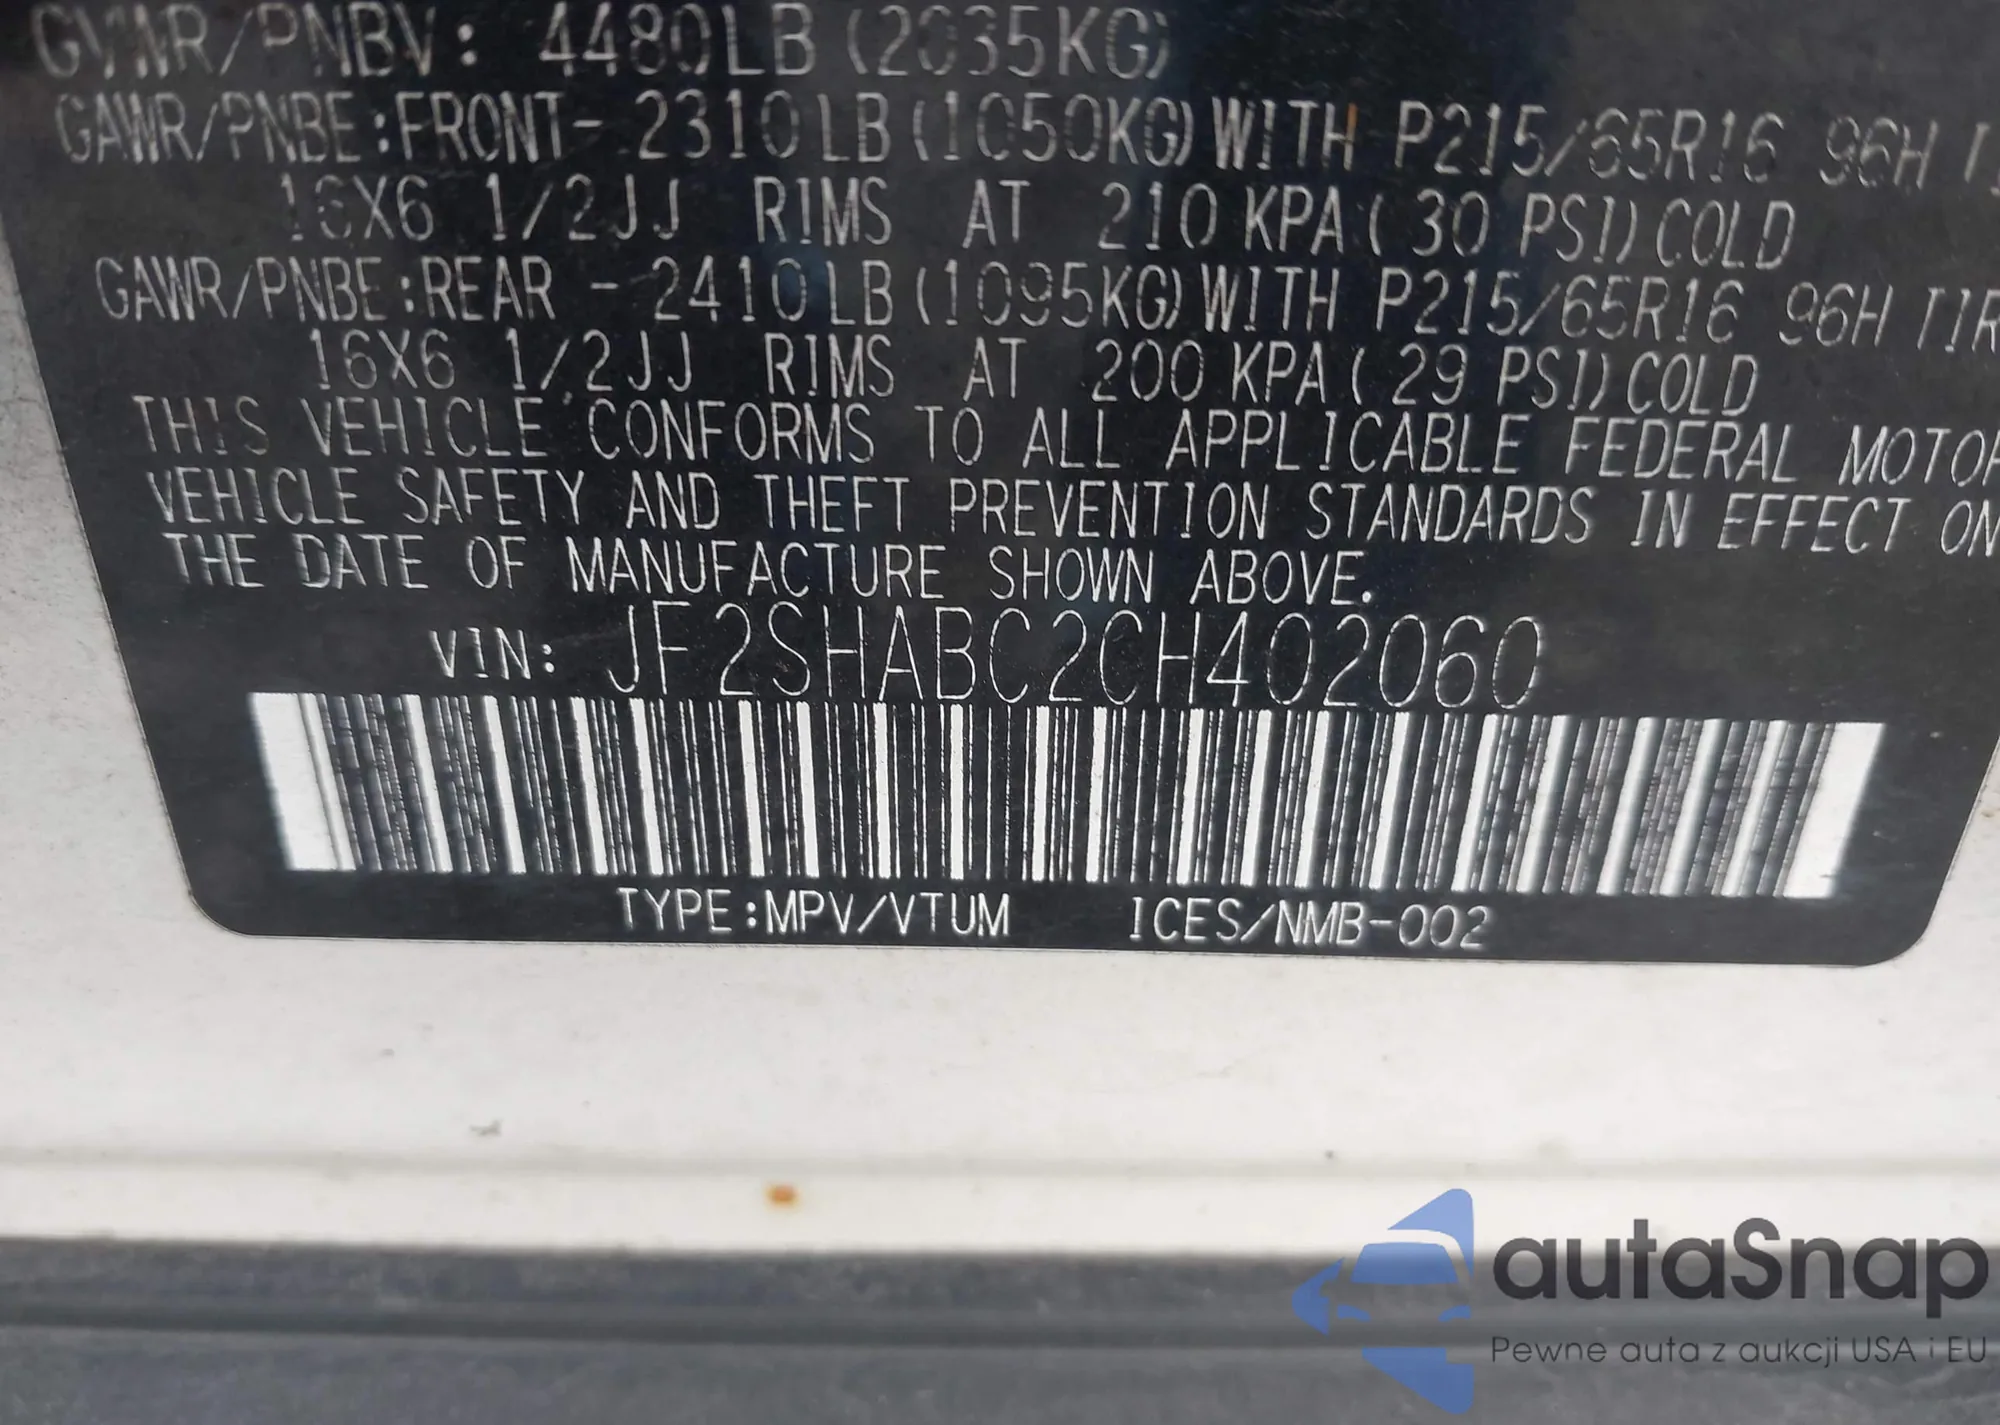 GVWR/PNBV: 4480LB (2035KG)
GAWR/PNBE:FRONT- 2310LB (1050KG) WITH P215/65R16 96H
16X6 1/2JJ RIMS AT 210 KPA( 30 PSI) COLD
GAWR/PNBE:REAR - 2410LB (1095KG) WITH P215/65R16 96H TIR
16X6 1/2JJ RIMS AT 200 KPA( 29 PSI) COLD
THIS VEHICLE CONFORMS TO ALL APPLICABLE FEDERAL MOTOR
VEHICLE SAFETY AND THEFT PREVENTION STANDARDS IN EFFECT ON
THE DATE OF MANUFACTURE SHOWN ABOVE.
VIN: JF2SHABC2CH402060
TYPE:MPV/VTUM ICES/NMB-002
autaSnap
Pewne auta z aukcji USA i EU